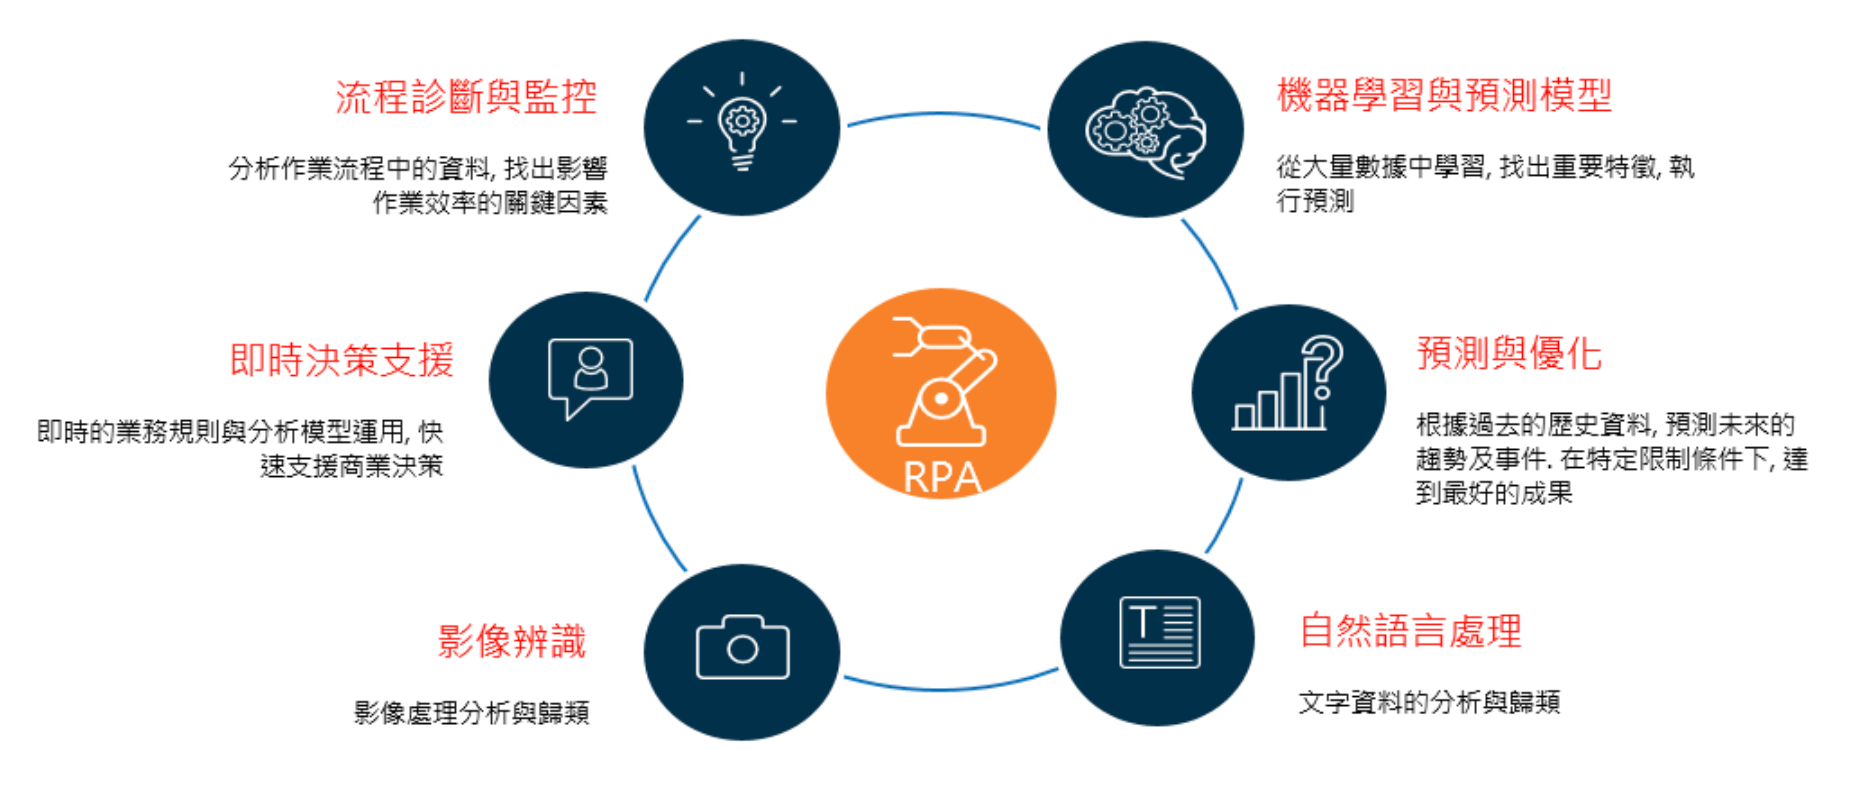 流程診斷與監控
分析作業流程中的資料, 找出影響
作業效率的關鍵因素
機器學習與預測模型
從大量數據中學習, 找出重要特徵, 執
行預測
即時決策支援
即時的業務規則與分析模型運用, 快
速支援商業決策
RPA
預測與優化
根據過去的歷史資料, 預測未來的
趨勢及事件. 在特定限制條件下, 達
到最好的成果
影像辨識
影像處理分析與歸類
T
自然語言處理
文字資料的分析與歸類